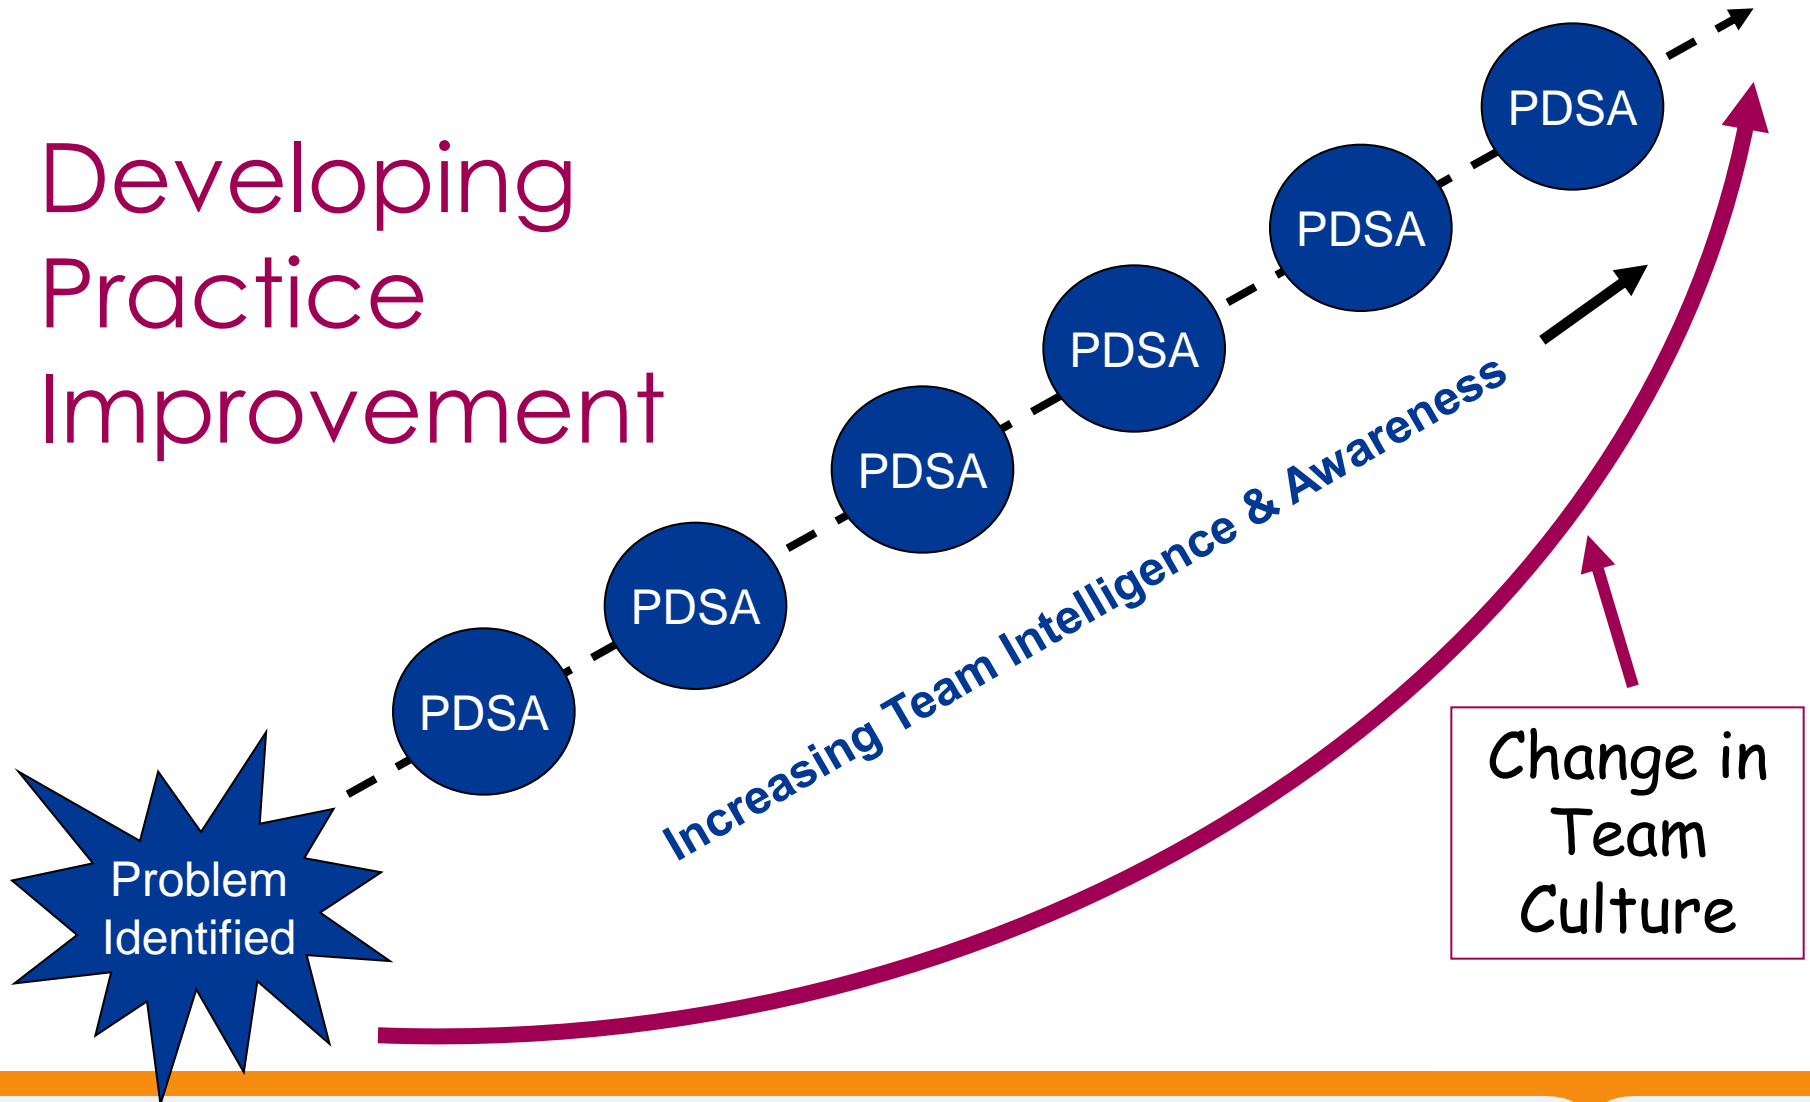 Developing
Practice
Improvement
PDSA
PDSA
PDSA
PDSA
PDSA
PDSA
Increasing Team Intelligence & Awareness
Problem
Identified
Change in
Team
Culture